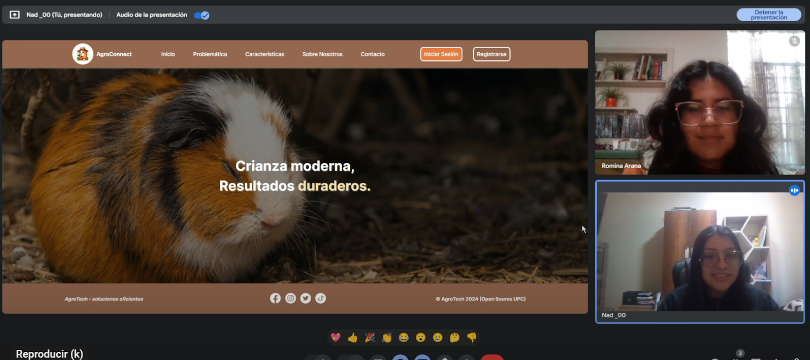 Nad _00 (Tú, presentando)
Audio de la presentación
Detener la
presentación
AgroConnect
Inicio
Problemática
Características
Sobre Nosotros
Contacto
Iniciar Sesión
Registrarse
Crianza moderna,
Resultados duraderos.
AgroTech - soluciones eficientes
© AgroTech 2024 (Open Source UPC)
Romina Arana
Nad _00
Reproducir (k)
3